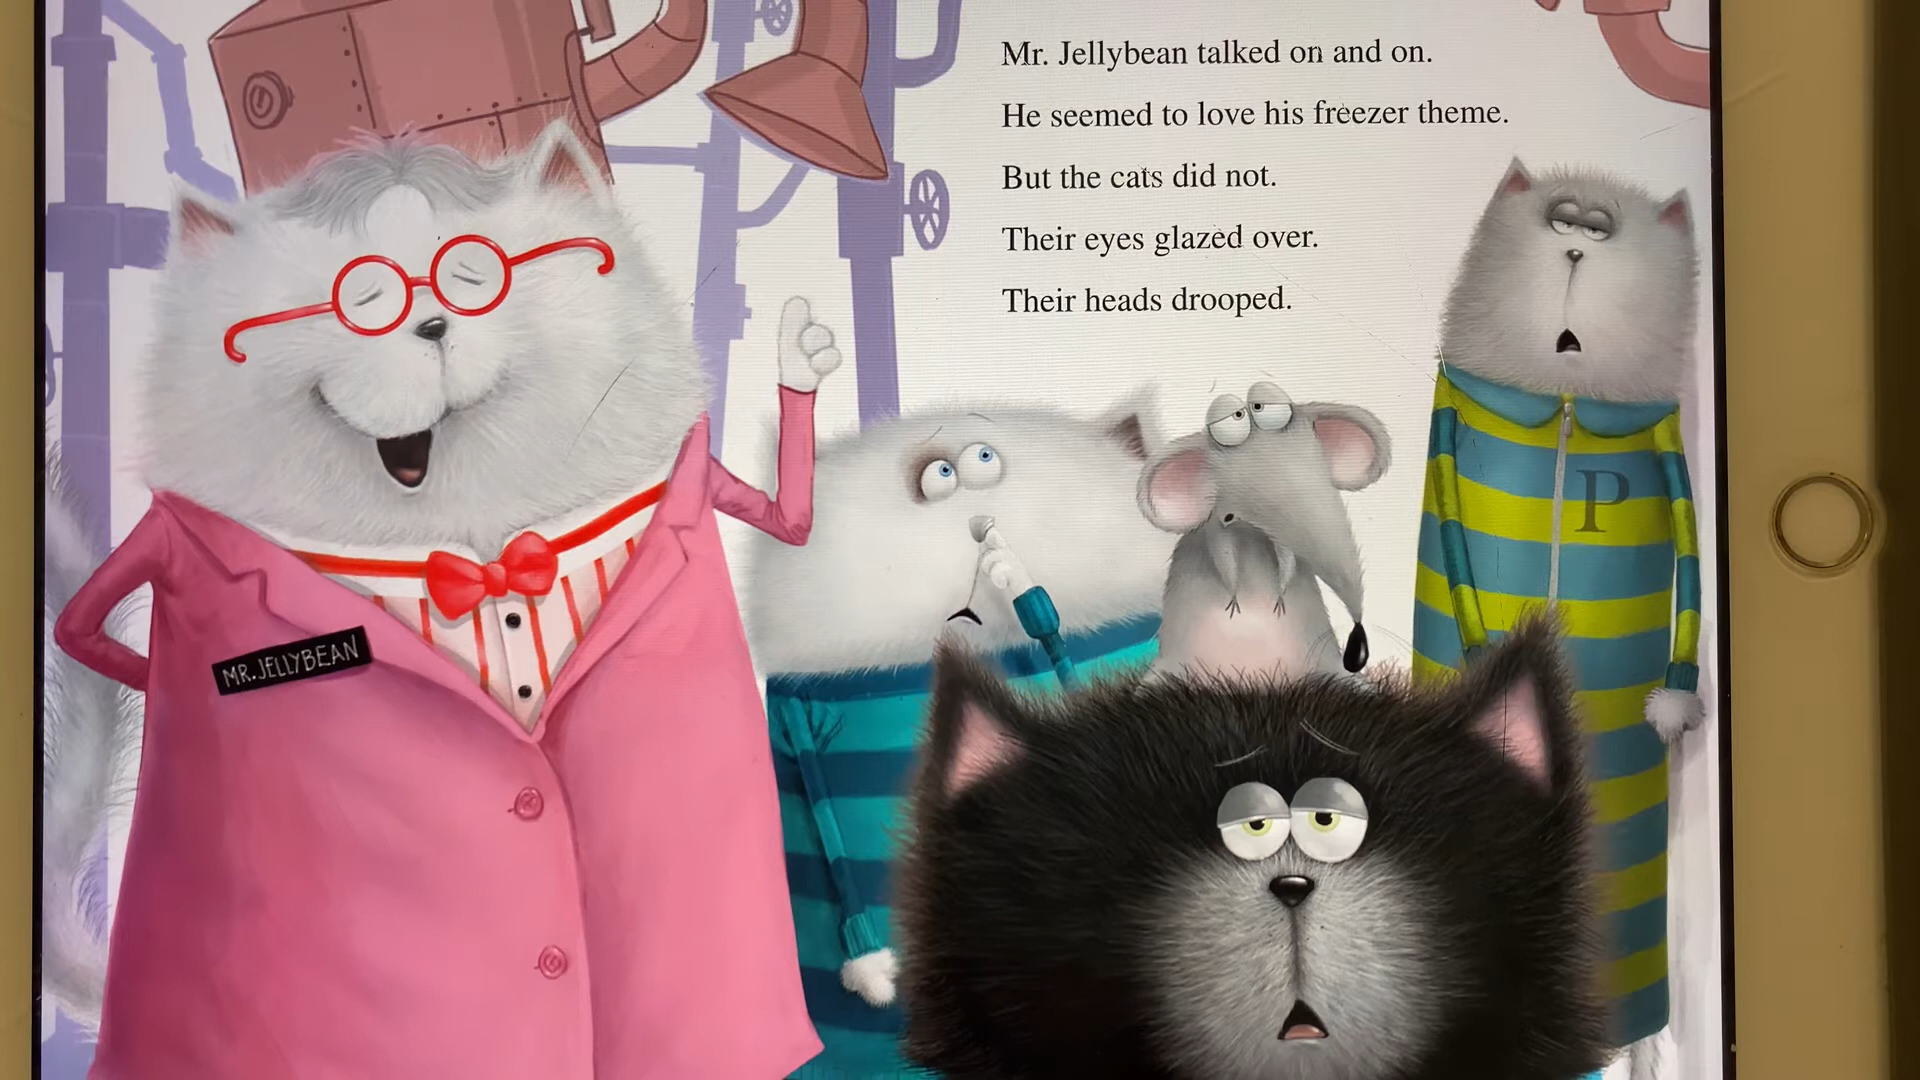 Mr. Jellybean talked on and on.
He seemed to love his freezer theme.
But the cats did not.
Their eyes glazed over.
Their heads drooped.
P
MR. JELLYBEAN